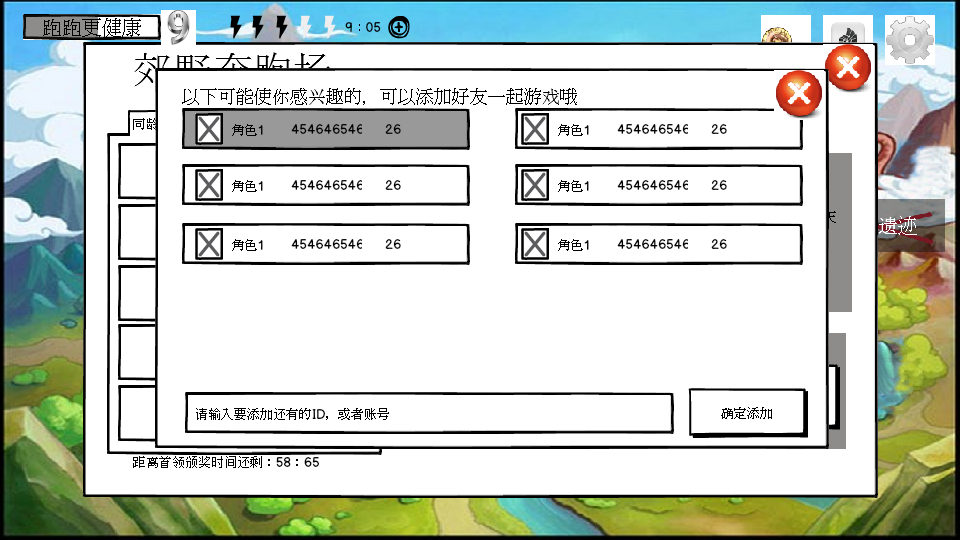 跑跑更健康
9
9：05
郊野奔跑场
以下可能使你感兴趣的，可以添加好友一起游戏哦
同龄
角色1 454646546 26
角色1 454646546 26
角色1 454646546 26
角色1 454646546 26
角色1 454646546 26
角色1 454646546 26
天
遗迹
请输入要添加还有的ID，或者账号
确定添加
距离首领颁奖时间还剩：58：65